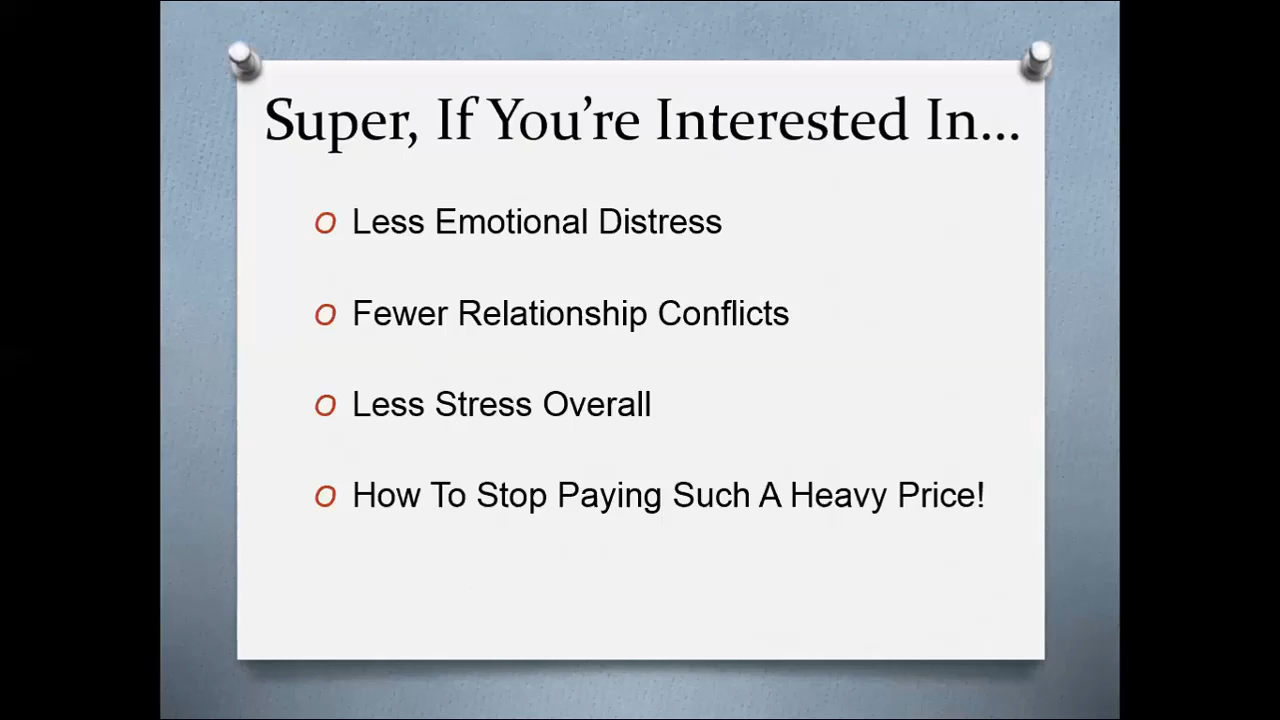 Super, If You’re Interested In...
o Less Emotional Distress
o Fewer Relationship Conflicts
o Less Stress Overall
o How To Stop Paying Such A Heavy Price!